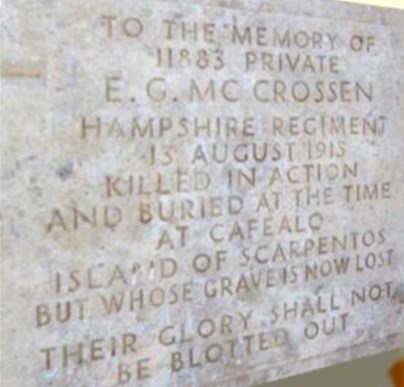 TO THE MEMORY OF
11883 PRIVATE
E. G. MC CROSSEN
HAMPSHIRE REGIMENT
13 AUGUST 1915
KILLED IN ACTION
AND BURIED AT THE TIME
AT CAFEALO
ISLAND OF SCARPENTOS
BUT WHOSE GRAVE IS NOW LOST
THEIR GLORY SHALL NOT
BE BLOTTED OUT